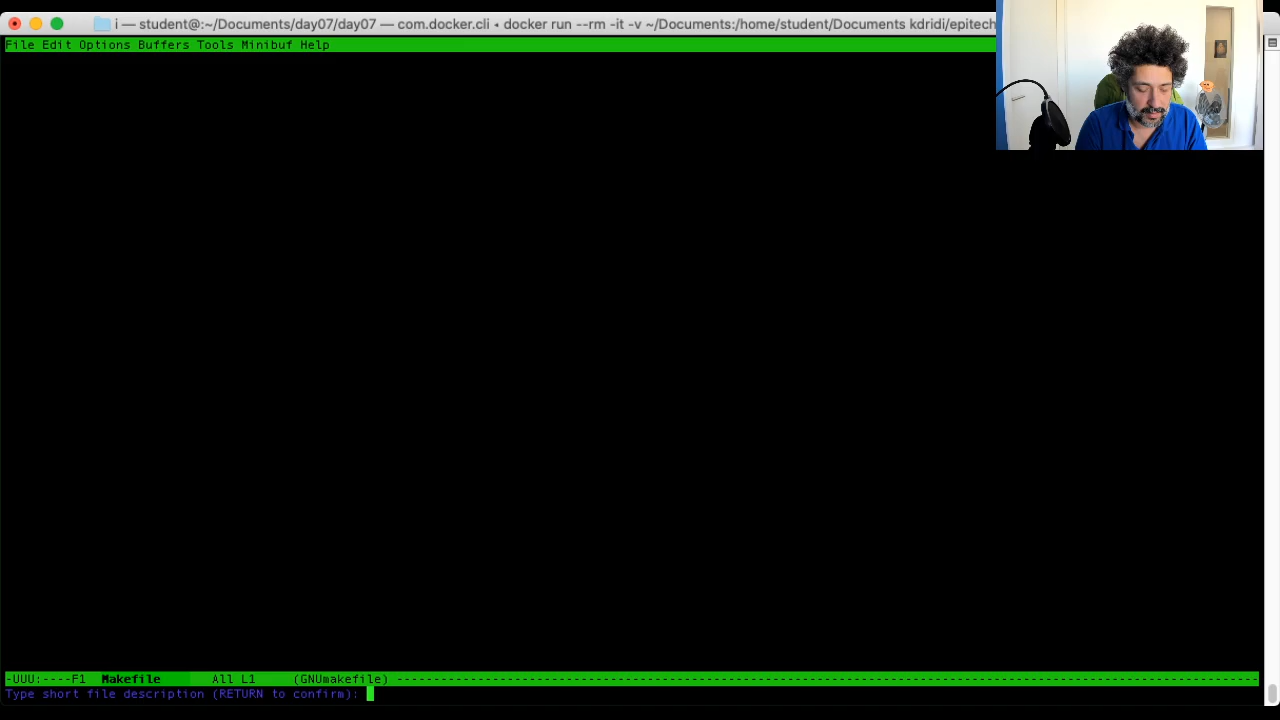 i — student@:~/Documents/day07/day07 — com.docker.cli ◂ docker run --rm -it -v ~/Documents:/home/student/Documents kdridi/epitech
File Edit Options Buffers Tools Minibuf Help
-UUU:----F1  Makefile       All L1     (GNUmakefile) ----------------------------------------------------------------------------------------------------------------------
Type short file description (RETURN to confirm):